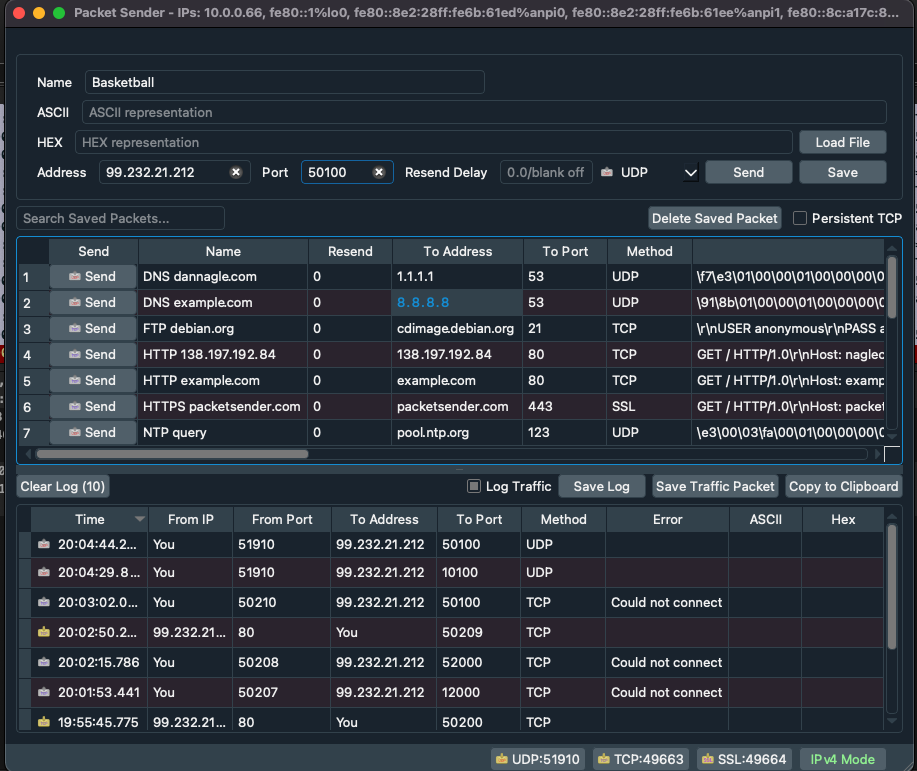 Packet Sender - IPs: 10.0.0.66, fe80::1%lo0, fe80::8e2:28ff:fe6b:61ed%anpi0, fe80::8e2:28ff:fe6b:61ee%anpi1, fe80::8c:a17c:8...
Name Basketball
ASCII ASCII representation
HEX HEX representation Load File
Address 99.232.21.212 Port 50100 Resend Delay 0.0/blank off UDP Send Save
Search Saved Packets... Delete Saved Packet Persistent TCP
Send Name Resend To Address To Port Method
1 Send DNS dannagle.com 0 1.1.1.1 53 UDP \f7\e3\01\00\00\01\00\00\00\0
2 Send DNS example.com 0 8.8.8.8 53 UDP \91\8b\01\00\00\01\00\00\00\0
3 Send FTP debian.org 0 cdimage.debian.org 21 TCP \r\nUSER anonymous\r\nPASS a
4 Send HTTP 138.197.192.84 0 138.197.192.84 80 TCP GET / HTTP/1.0\r\nHost: naglec
5 Send HTTP example.com 0 example.com 80 TCP GET / HTTP/1.0\r\nHost: examp
6 Send HTTPS packetsender.com 0 packetsender.com 443 SSL GET / HTTP/1.0\r\nHost: packet
7 Send NTP query 0 pool.ntp.org 123 UDP \e3\00\03\fa\00\01\00\00\00\0
Clear Log (10) Log Traffic Save Log Save Traffic Packet Copy to Clipboard
Time From IP From Port To Address To Port Method Error ASCII Hex
20:04:44.2... You 51910 99.232.21.212 50100 UDP
20:04:29.8... You 51910 99.232.21.212 10100 UDP
20:03:02.0... You 50210 99.232.21.212 50100 TCP Could not connect
20:02:50.2... 99.232.21... 80 You 50209 TCP
20:02:15.786 You 50208 99.232.21.212 52000 TCP Could not connect
20:01:53.441 You 50207 99.232.21.212 12000 TCP Could not connect
19:55:45.775 99.232.21... 80 You 50200 TCP
UDP:51910 TCP:49663 SSL:49664 IPv4 Mode